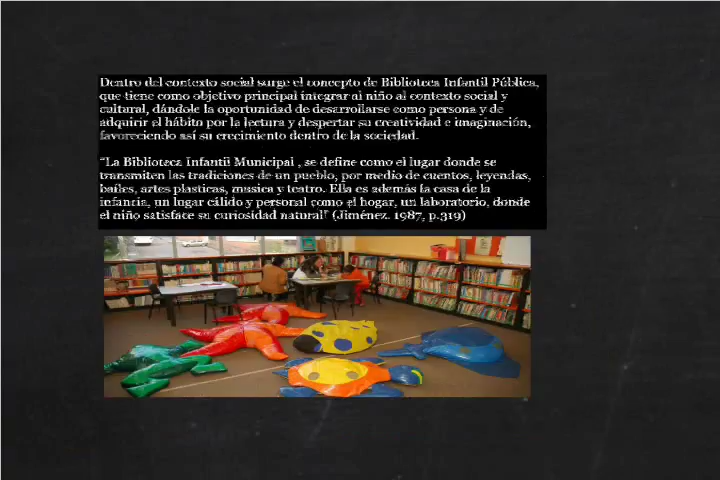 Dentro del contexto social surge el concepto de Biblioteca Infantil Pública,
que tiene como objetivo principal integrar al niño al contexto social y
cultural, dándole la oportunidad de desarrollarse como persona y de
adquirir el hábito por la lectura y despertar su creatividad e imaginación,
favoreciendo así su crecimiento dentro de la sociedad.
"La Biblioteca Infantil Municipal , se define como el lugar donde se
transmiten las tradiciones de un pueblo, por medio de cuentos, leyendas,
bailes, artes plasticas, musica y teatro. Ella es además la casa de la
infancia, un lugar cálido y personal como el hogar, un laboratorio, donde
el niño satisface su curiosidad natural" (Jiménez. 1987, p.319)